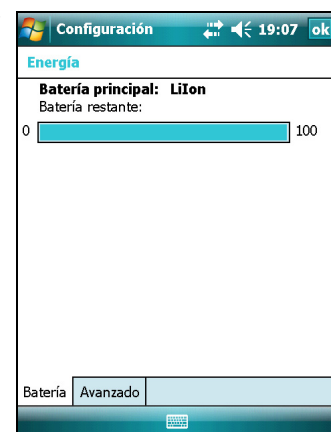 Configuración 19:07 ok
Energía
Batería principal: LiIon
Batería restante:
0 100
Batería Avanzado